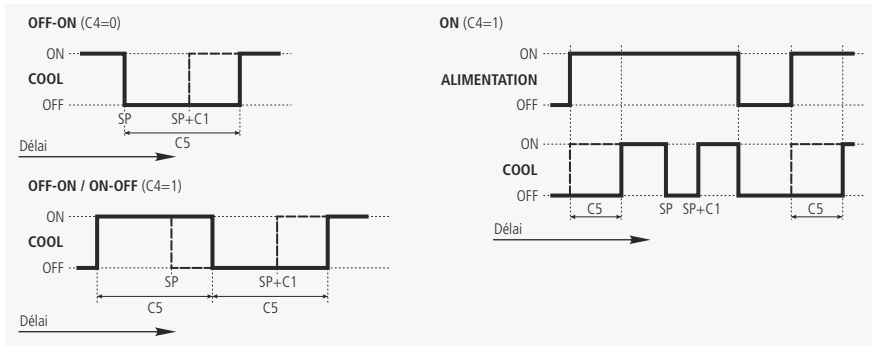 OFF-ON (C4=0)
ON
COOL
OFF
SP SP+C1
C5
Délai
OFF-ON / ON-OFF (C4=1)
ON
COOL
OFF
SP SP+C1
C5 C5
Délai
ON (C4=1)
ON
ALIMENTATION
OFF
ON
COOL
OFF
C5 SP SP+C1 C5
Délai